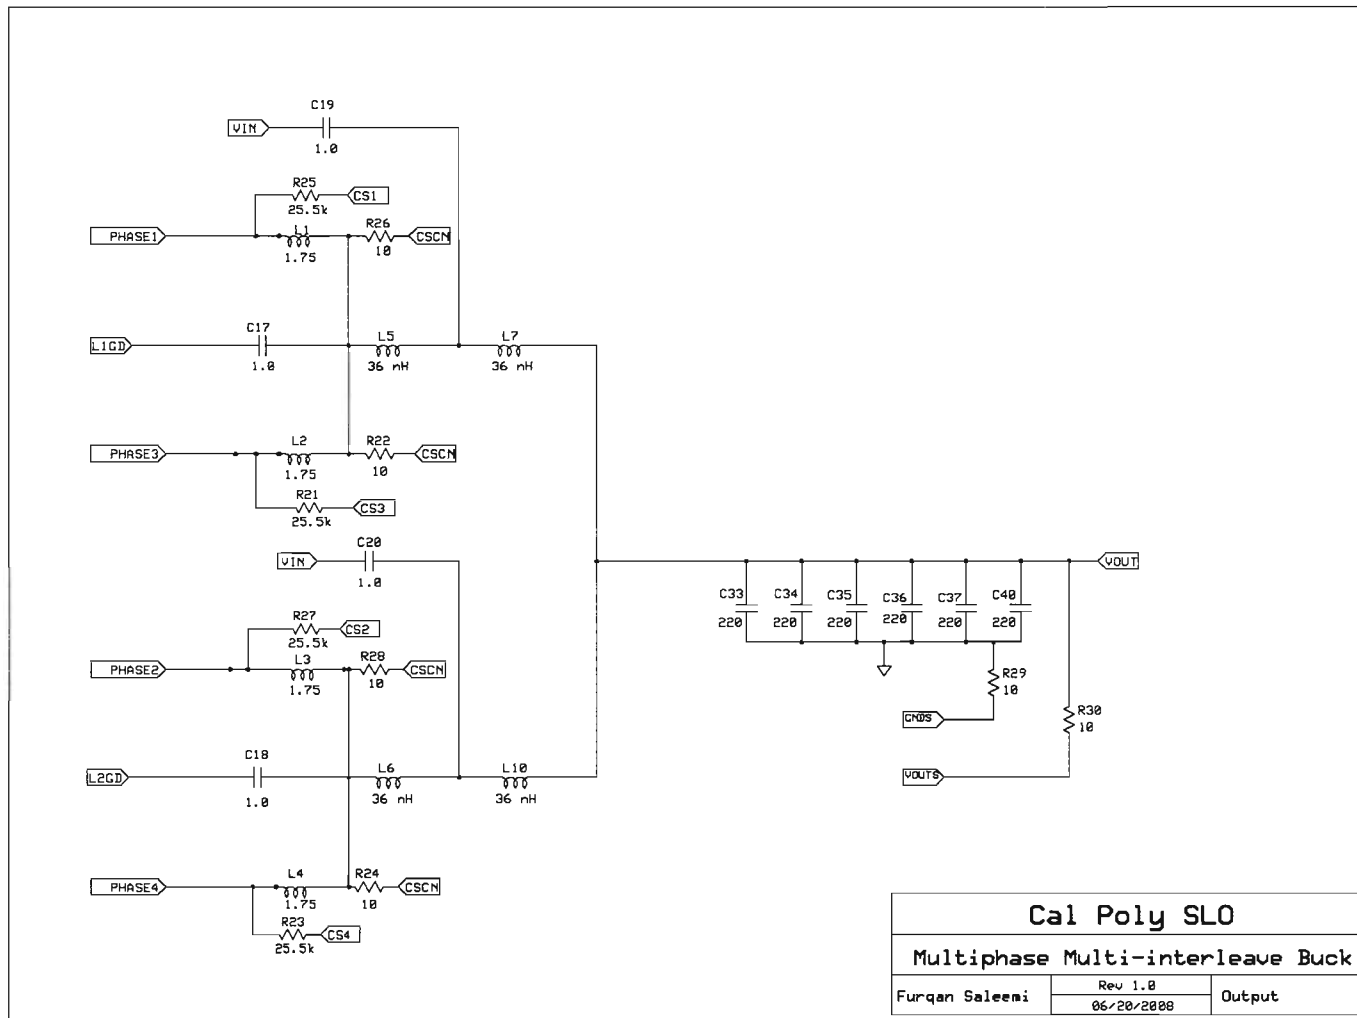 C19
VIN
1.0
R25
CS1
25.5k
PHASE1
L1
1.75
R26
CSCN
10
C17
L1GD
1.0
L5
36 nH
L7
36 nH
PHASE3
L2
1.75
R22
CSCN
10
R21
CS3
25.5k
C20
VIN
1.0
VOUT
C33
220
C34
220
C35
220
C36
220
C37
220
C40
220
R27
CS2
25.5k
PHASE2
L3
1.75
R28
CSCN
10
R29
10
GNDS
R30
10
VOUTS
C18
L2GD
1.0
L6
36 nH
L10
36 nH
PHASE4
L4
1.75
R24
CSCN
10
R23
CS4
25.5k
Cal Poly SLO
Multiphase Multi-interleave Buck
Furqan Saleemi
Rev 1.0
06/20/2008
Output